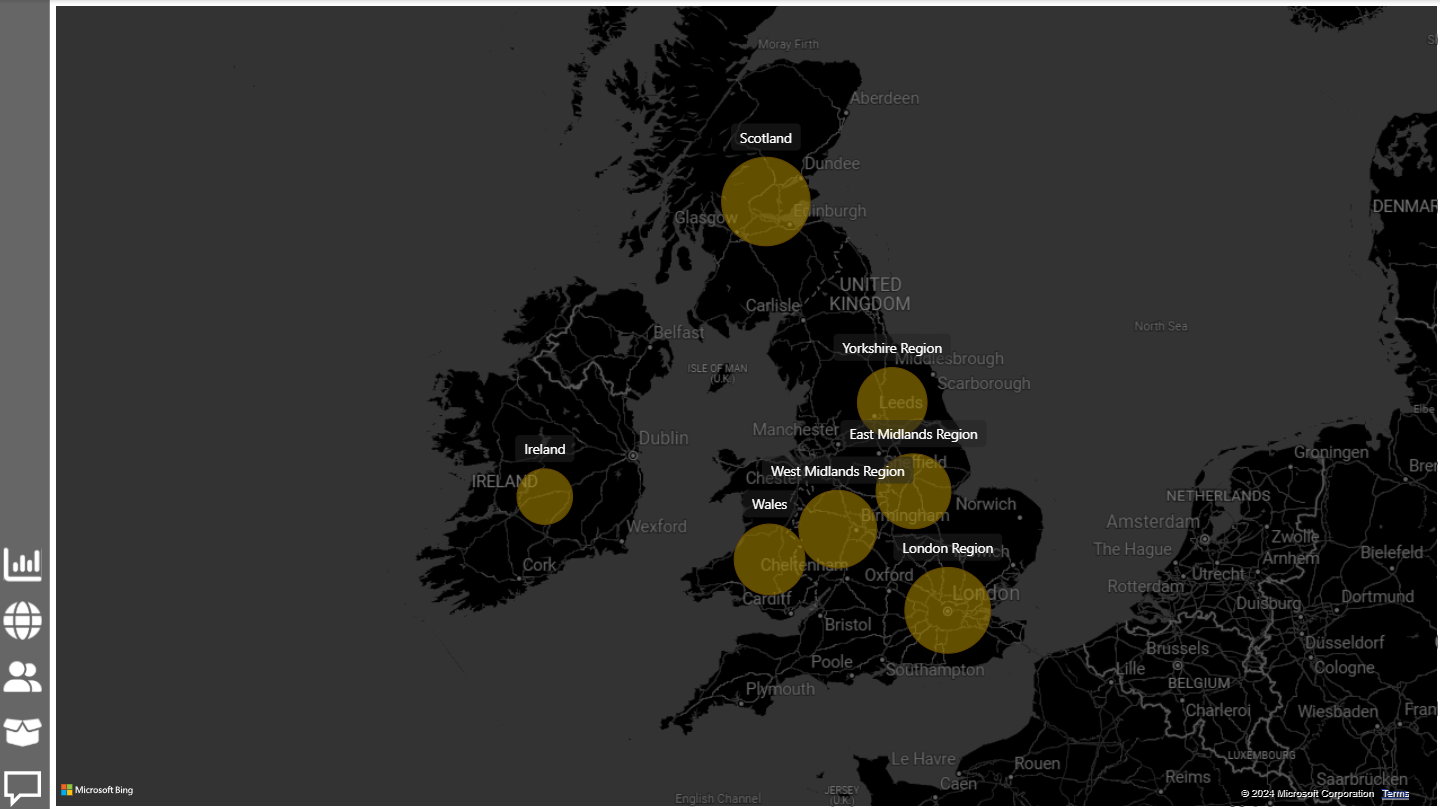 Moray Firth
Aberdeen
Scotland
Dundee
Glasgow
Edinburgh
DENMAR
UNITED
KINGDOM
Carlisle
North Sea
Belfast
Yorkshire Region
Middlesbrough
ISLE OF MAN
(U.K.)
Scarborough
Leeds
Elbe
Manchester
East Midlands Region
Dublin
Ireland
Groningen
Sheffield
West Midlands Region
Brer
Cheste
IRELAND
NETHERLANDS
Wales
Norwich
Birmingham
Amsterdam
Wexford
Zwolle
London Region
The Hague
Bielefeld
Arnhem
Cork
Cheltenham
Oxford
Utrecht
Rotterdam
London
Dortmund
Cardiff
Duisburg
Bristol
Düsseldorf
Brussels
Poole
Southampton
Lille
Cologne
BELGIUM
Plymouth
Charleroi
Wiesbaden
Fran
Le Havre
LUXEMBOURG
Rouen
Reims
Saarbrücken
Caen
Microsoft Bing
JERSEY
(U.K.)
English Channel
© 2024 Microsoft Corporation Terms